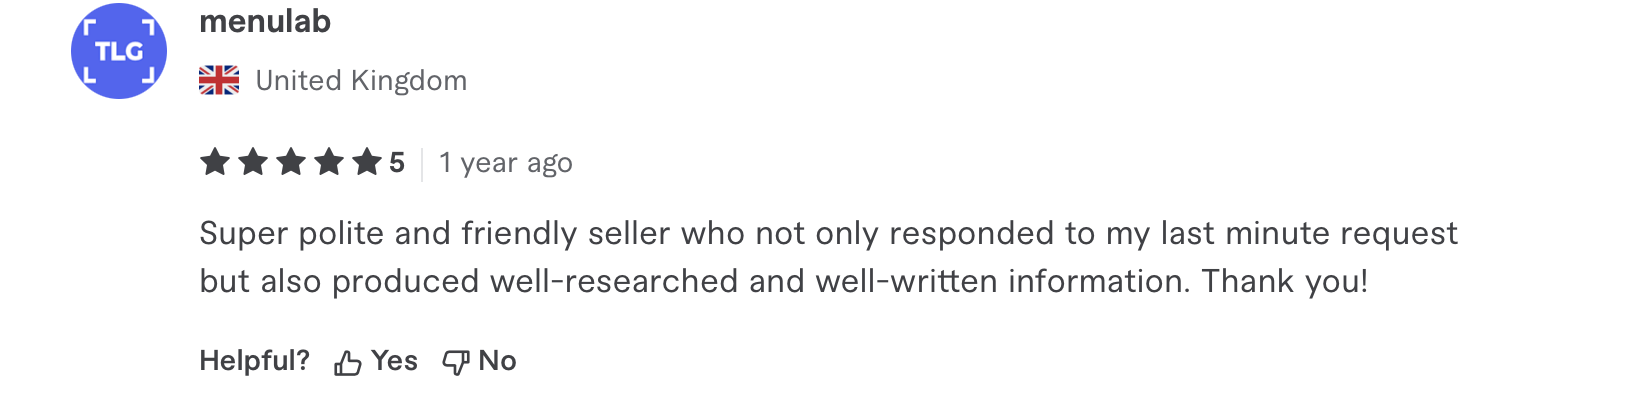 TLG
menulab
United Kingdom
5 1 year ago
Super polite and friendly seller who not only responded to my last minute request
but also produced well-researched and well-written information. Thank you!
Helpful? Yes No